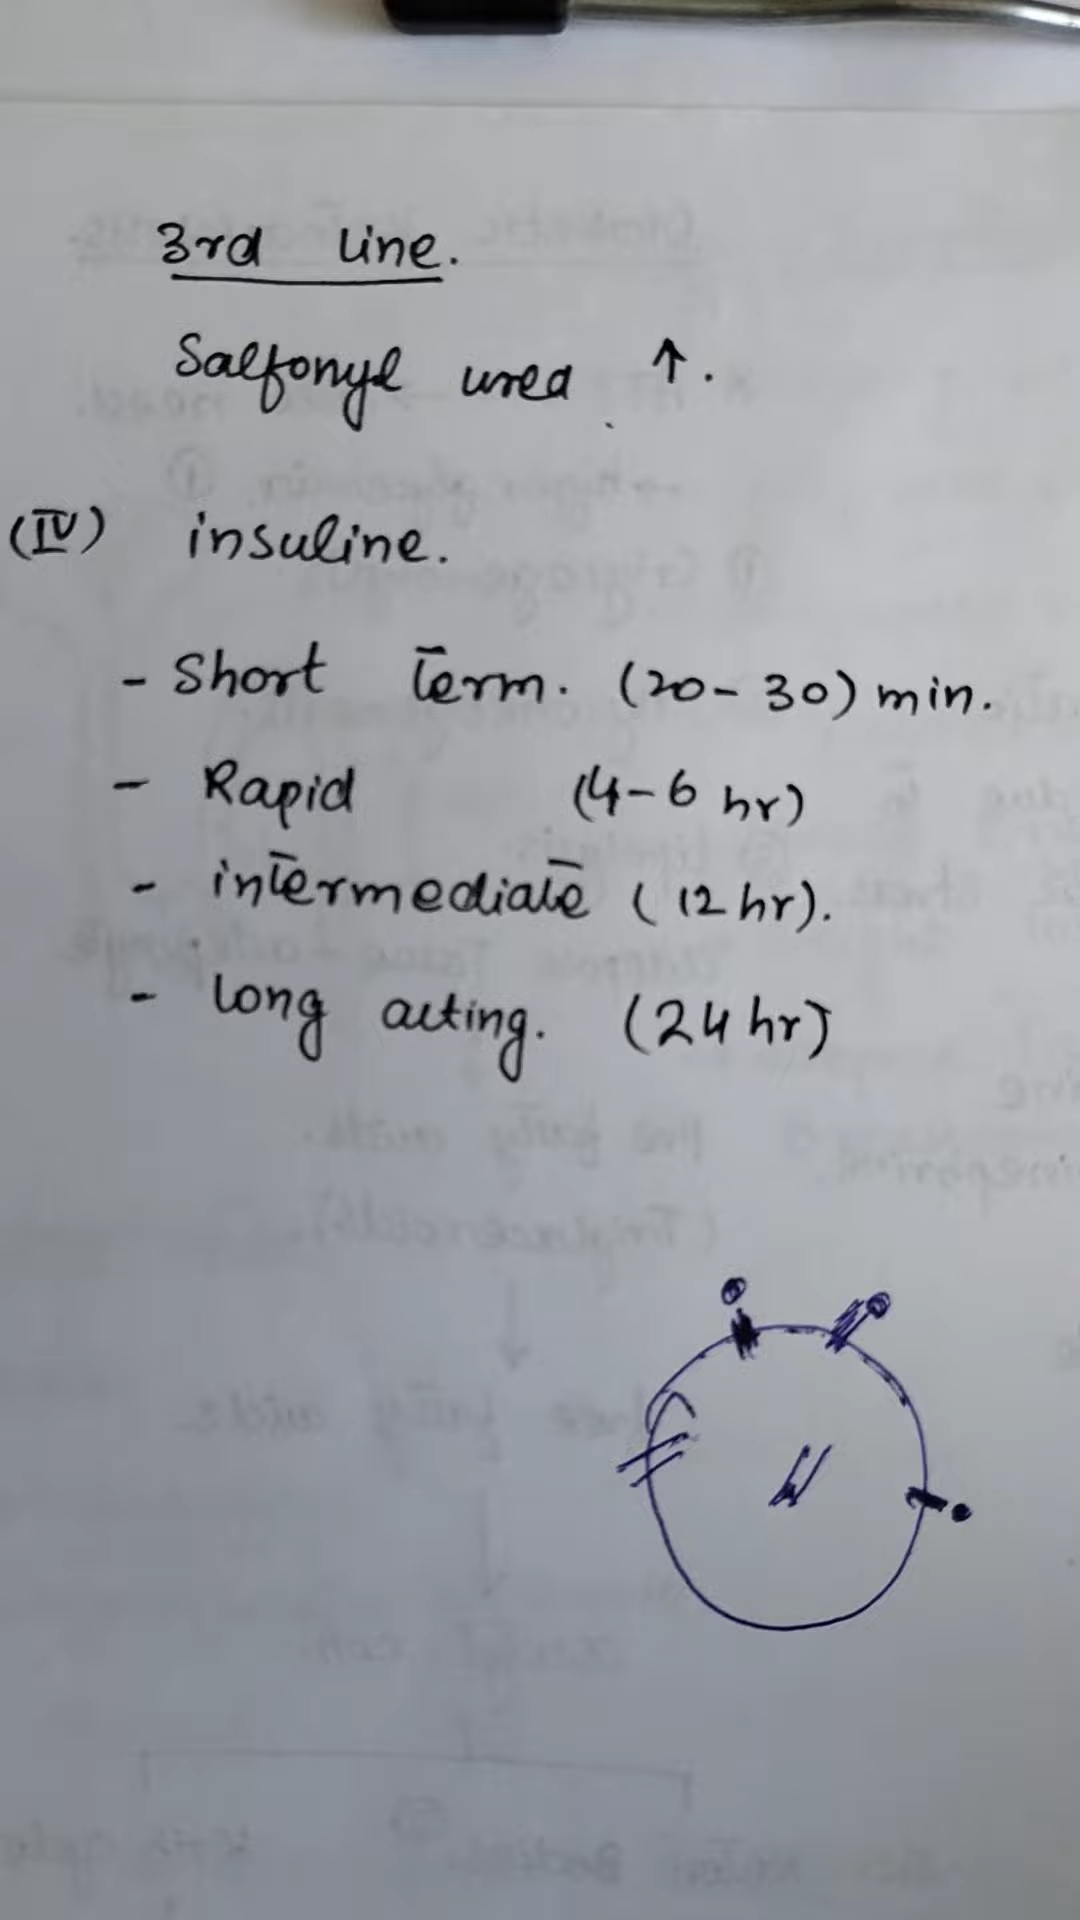 3rd line.
Salfonyl urea ↑.
(IV) insuline.
- Short term. (20-30) min.
- Rapid (4-6 hr)
- intermediate (12 hr).
- long acting. (24 hr)